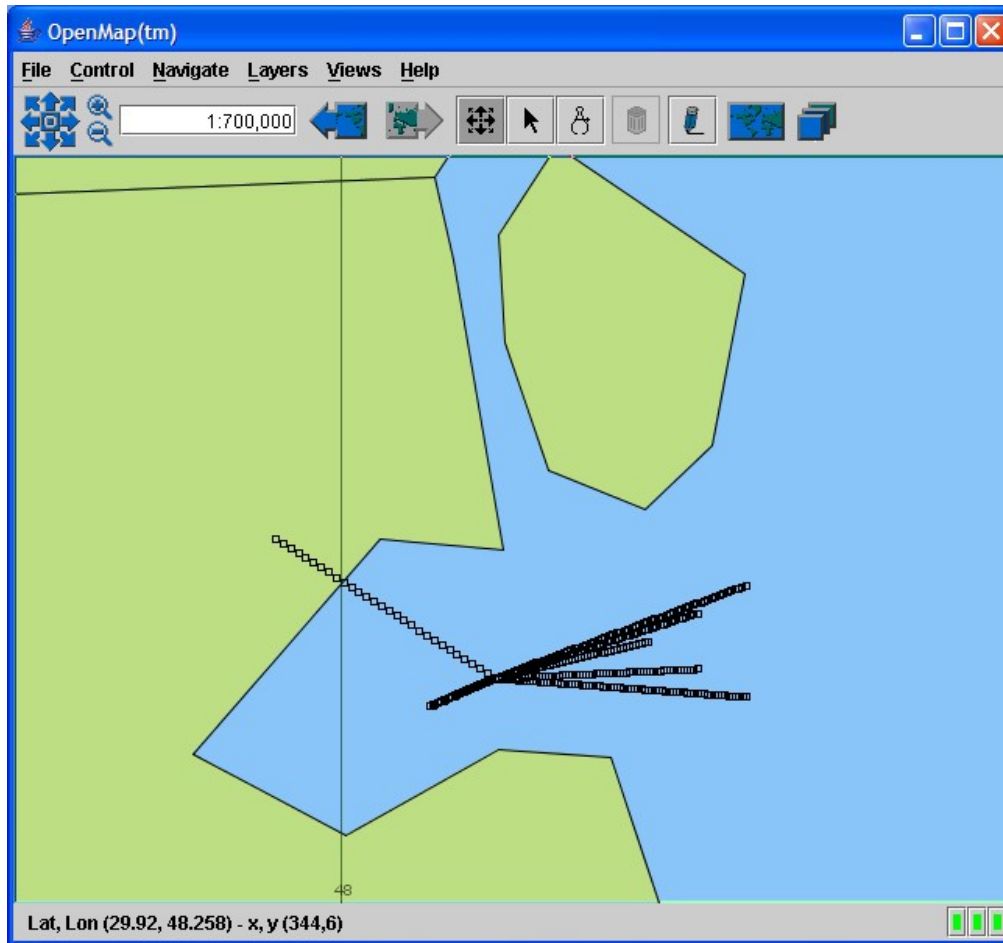 OpenMap(tm)
File Control Navigate Layers Views Help
1:700,000
48
Lat, Lon (29.92, 48.258) - x, y (344,6)